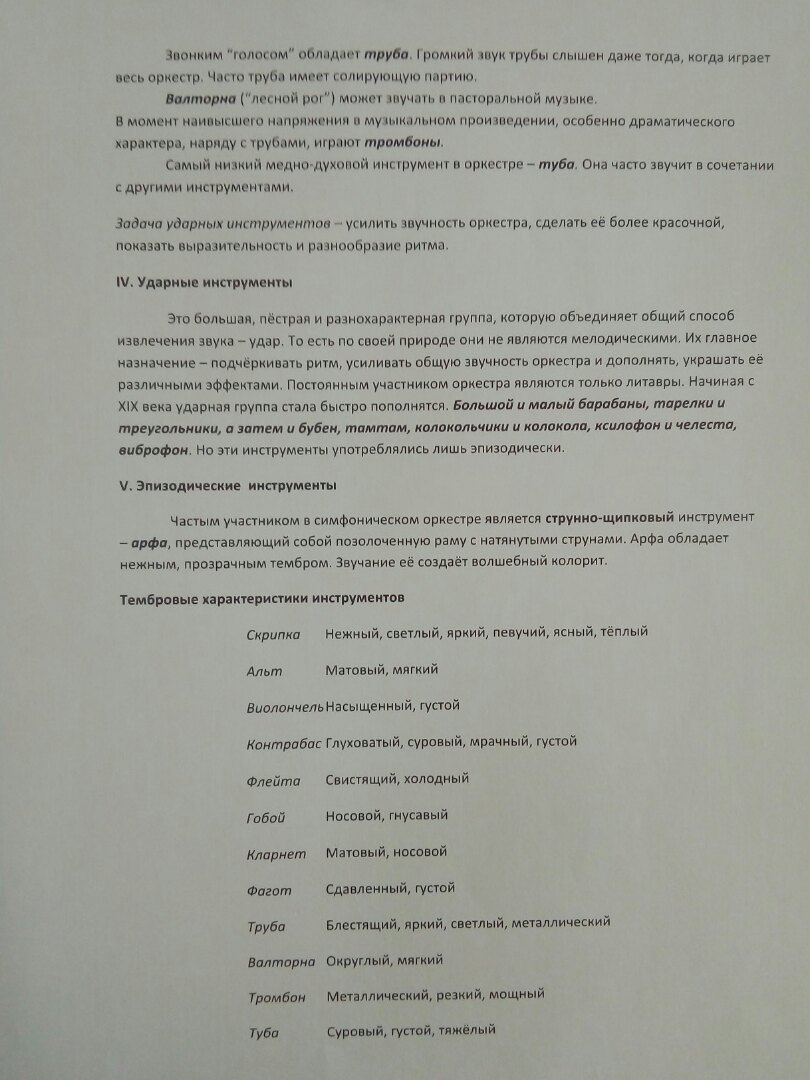 Звонким “голосом” обладает труба. Громкий звук трубы слышен даже тогда, когда играет
весь оркестр. Часто труба имеет солирующую партию.
Валторна (“лесной рог”) может звучать в пасторальной музыке.
В момент наивысшего напряжения в музыкальном произведении, особенно драматического
характера, наряду с трубами, играют тромбоны.
Самый низкий медно-духовой инструмент в оркестре – туба. Она часто звучит в сочетании
с другими инструментами.
Задача ударных инструментов – усилить звучность оркестра, сделать её более красочной,
показать выразительность и разнообразие ритма.
IV. Ударные инструменты
Это большая, пёстрая и разнохарактерная группа, которую объединяет общий способ
извлечения звука – удар. То есть по своей природе они не являются мелодическими. Их главное
назначение – подчёркивать ритм, усиливать общую звучность оркестра и дополнять, украшать её
различными эффектами. Постоянным участником оркестра являются только литавры. Начиная с
XIX века ударная группа стала быстро пополнятся. Большой и малый барабаны, тарелки и
треугольники, а затем и бубен, тамтам, колокольчики и колокола, ксилофон и челеста,
виброфон. Но эти инструменты употреблялись лишь эпизодически.
V. Эпизодические инструменты
Частым участником в симфоническом оркестре является струнно-щипковый инструмент
– арфа, представляющий собой позолоченную раму с натянутыми струнами. Арфа обладает
нежным, прозрачным тембром. Звучание её создаёт волшебный колорит.
Тембровые характеристики инструментов
Скрипка Нежный, светлый, яркий, певучий, ясный, тёплый
Альт Матовый, мягкий
Виолончель Насыщенный, густой
Контрабас Глуховатый, суровый, мрачный, густой
Флейта Свистящий, холодный
Гобой Носовой, гнусавый
Кларнет Матовый, носовой
Фагот Сдавленный, густой
Труба Блестящий, яркий, светлый, металлический
Валторна Округлый, мягкий
Тромбон Металлический, резкий, мощный
Туба Суровый, густой, тяжёлый